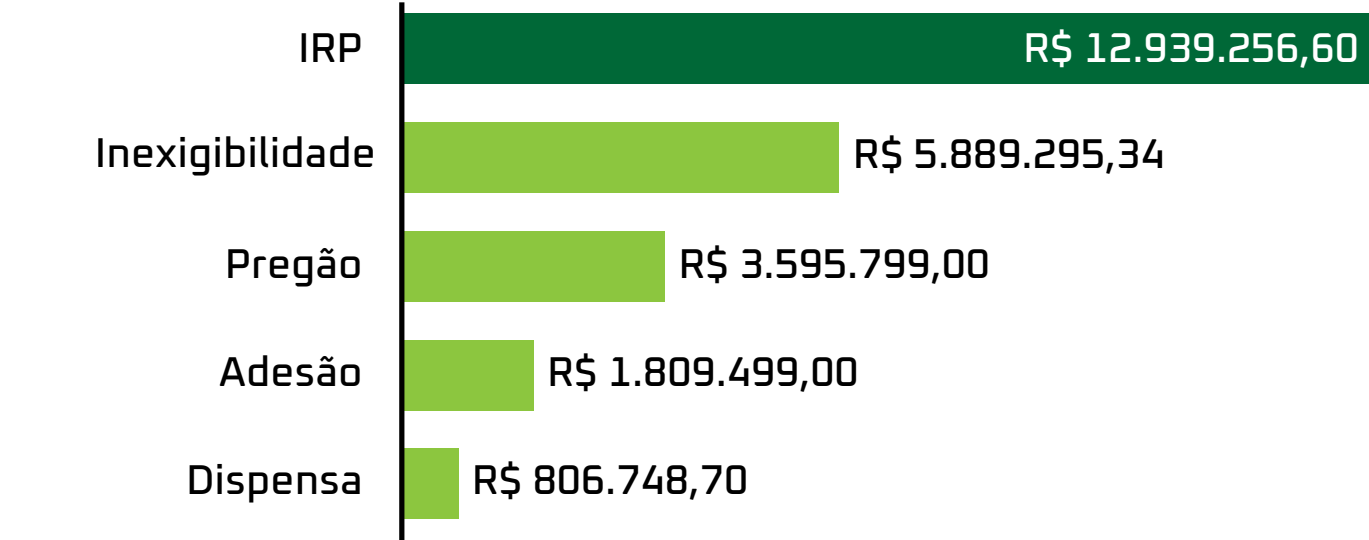 IRP R$ 12.939.256,60
Inexigibilidade R$ 5.889.295,34
Pregão R$ 3.595.799,00
Adesão R$ 1.809.499,00
Dispensa R$ 806.748,70